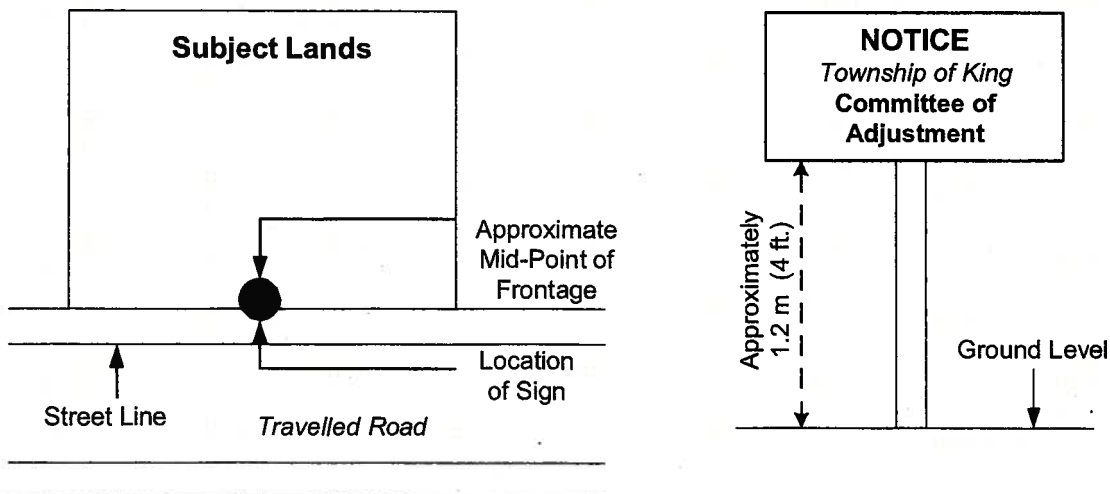 Subject Lands
Approximate
Mid-Point of
Frontage
Location
of Sign
Street Line
Travelled Road
NOTICE
Township of King
Committee of
Adjustment
Approximately
1.2 m (4 ft.)
Ground Level